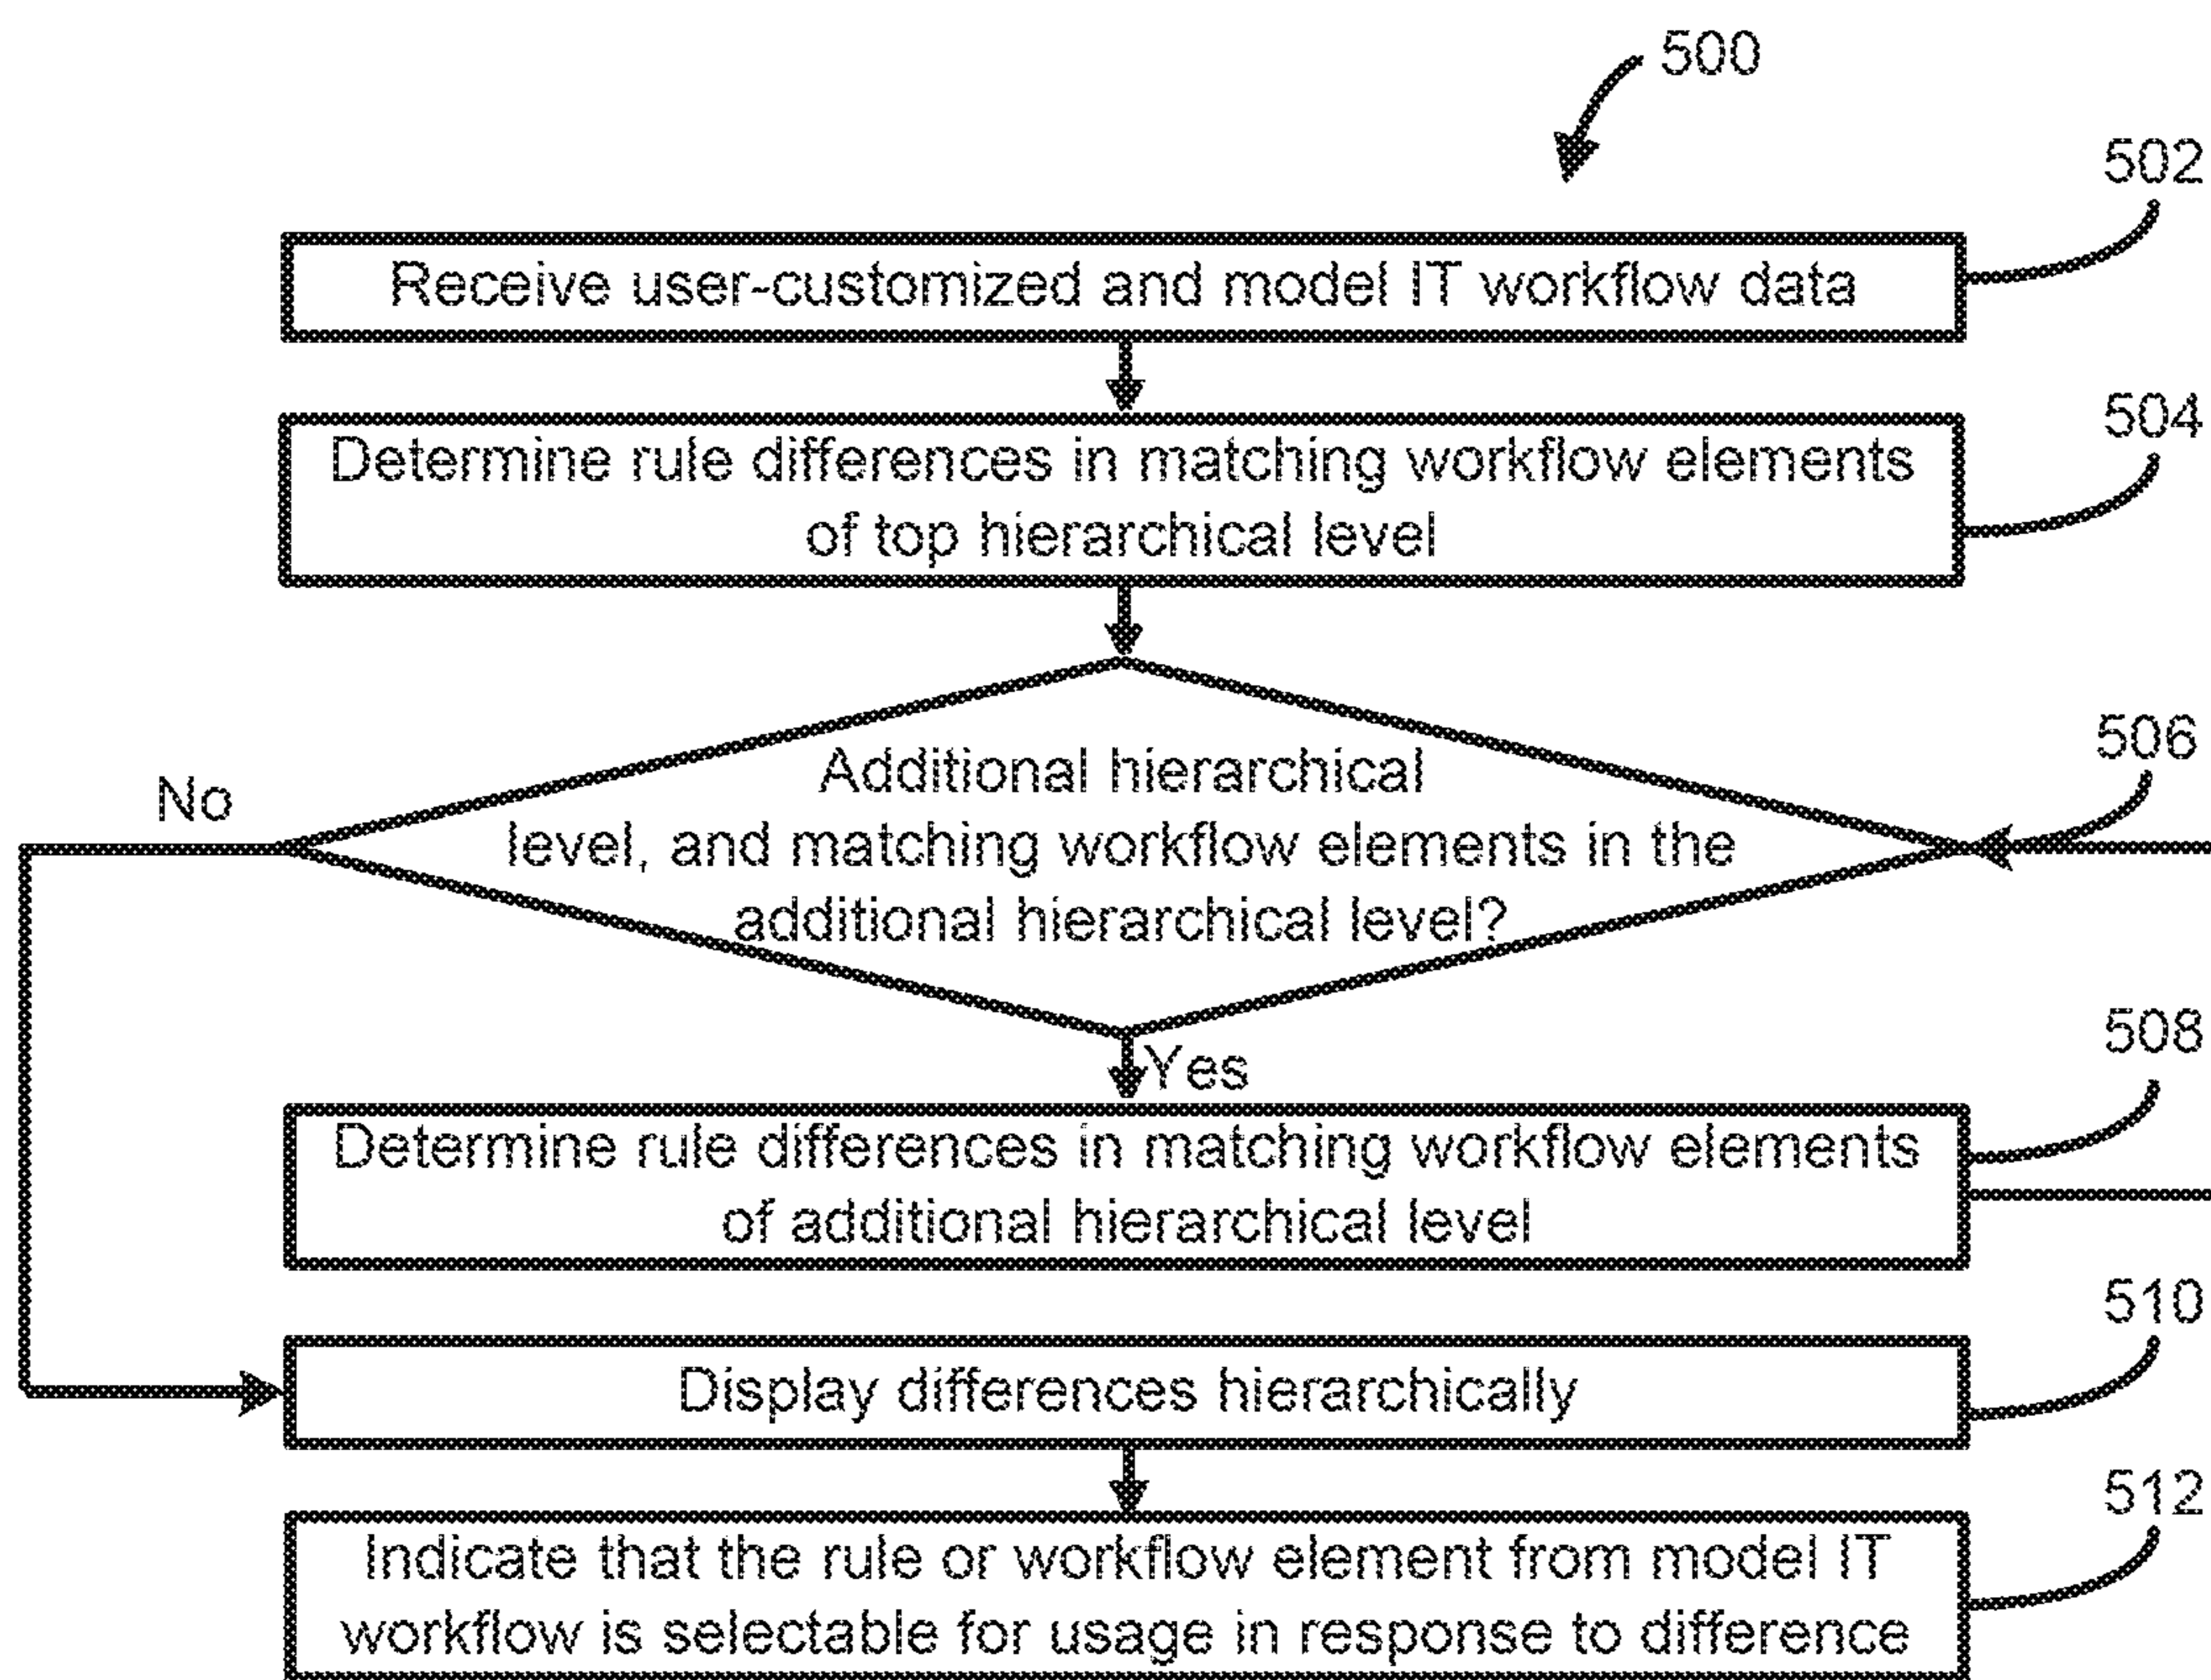 500
502
Receive user-customized and model IT workflow data
504
Determine rule differences in matching workflow elements
of top hierarchical level
506
No
Additional hierarchical
level, and matching workflow elements in the
additional hierarchical level?
Yes
508
Determine rule differences in matching workflow elements
of additional hierarchical level
510
Display differences hierarchically
512
Indicate that the rule or workflow element from model IT
workflow is selectable for usage in response to difference